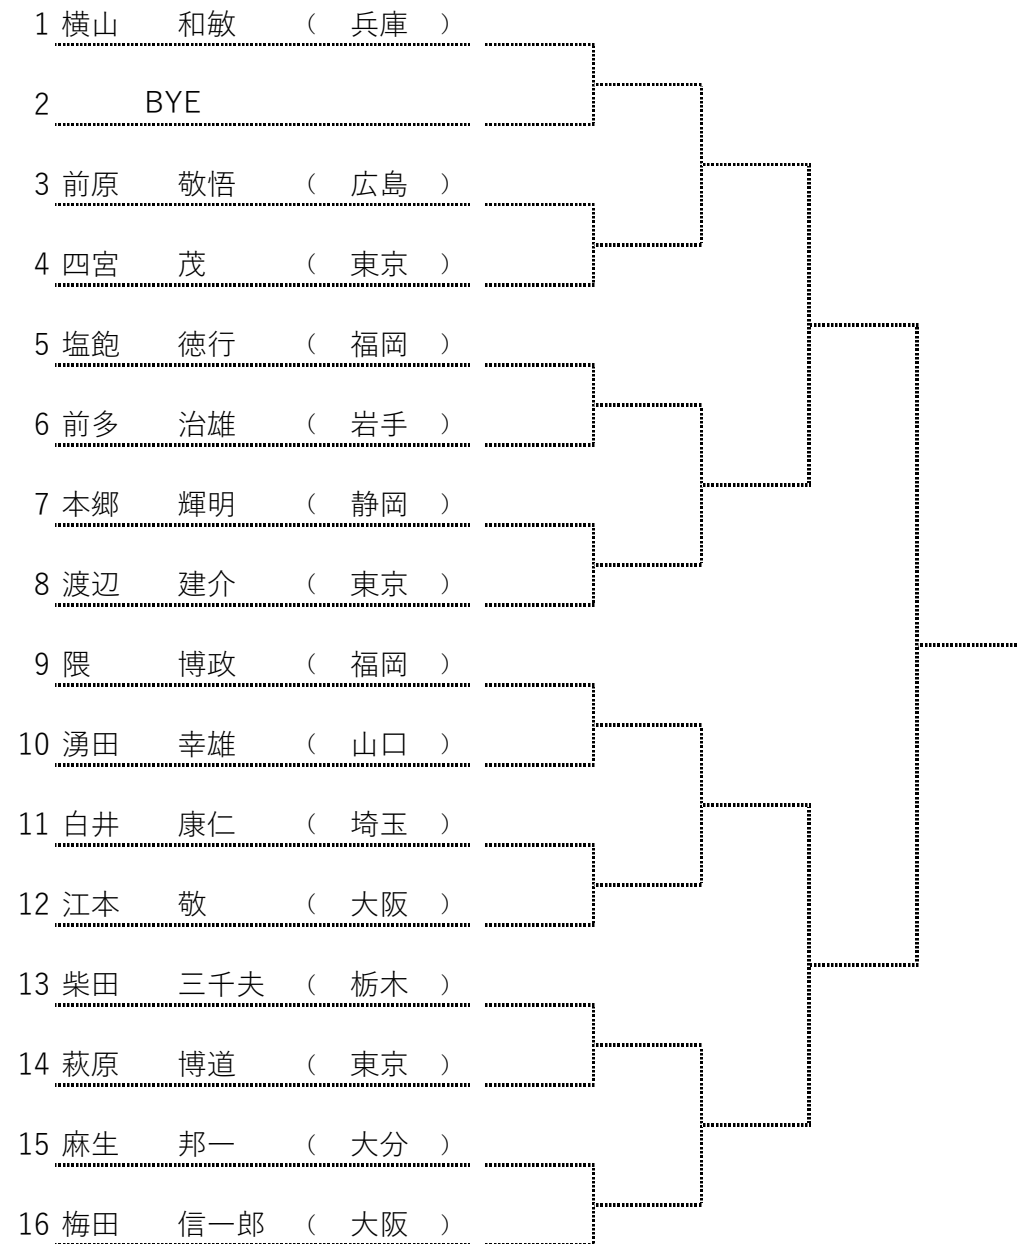 1 横山 和敏 （ 兵庫 ）
2 BYE
3 前原 敬悟 （ 広島 ）
4 四宮 茂 （ 東京 ）
5 塩飽 徳行 （ 福岡 ）
6 前多 治雄 （ 岩手 ）
7 本郷 輝明 （ 静岡 ）
8 渡辺 建介 （ 東京 ）
9 隈 博政 （ 福岡 ）
10 湧田 幸雄 （ 山口 ）
11 白井 康仁 （ 埼玉 ）
12 江本 敬 （ 大阪 ）
13 柴田 三千夫 （ 栃木 ）
14 萩原 博道 （ 東京 ）
15 麻生 邦一 （ 大分 ）
16 梅田 信一郎 （ 大阪 ）